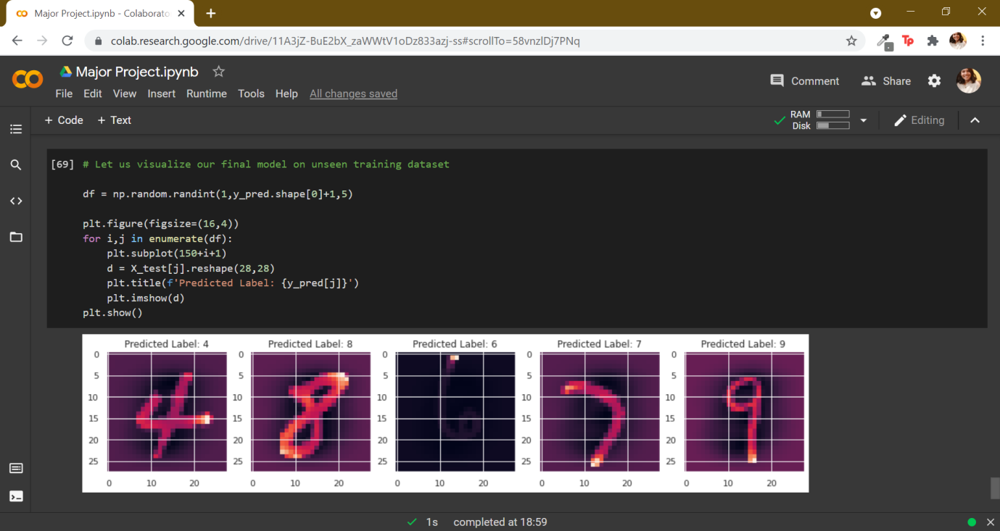 Major Project.ipynb - Colaborato
colab.research.google.com/drive/11A3jZ-BuE2bX_zaWWtV1oDz833azj-ss#scrollTo=58vnzlDj7PNq
Tp
Major Project.ipynb
Comment
Share
File Edit View Insert Runtime Tools Help All changes saved
+ Code + Text
RAM
Disk
Editing
[69] # Let us visualize our final model on unseen training dataset
df = np.random.randint(1,y_pred.shape[0]+1,5)
plt.figure(figsize=(16,4))
for i,j in enumerate(df):
    plt.subplot(150+i+1)
    d = X_test[j].reshape(28,28)
    plt.title(f'Predicted Label: {y_pred[j]}')
    plt.imshow(d)
plt.show()
Predicted Label: 4 Predicted Label: 8 Predicted Label: 6 Predicted Label: 7 Predicted Label: 9
0 0 0 0 0
5 5 5 5 5
10 10 10 10 10
15 15 15 15 15
20 20 20 20 20
25 25 25 25 25
0 10 20 0 10 20 0 10 20 0 10 20 0 10 20
4 8 7 9
1s completed at 18:59